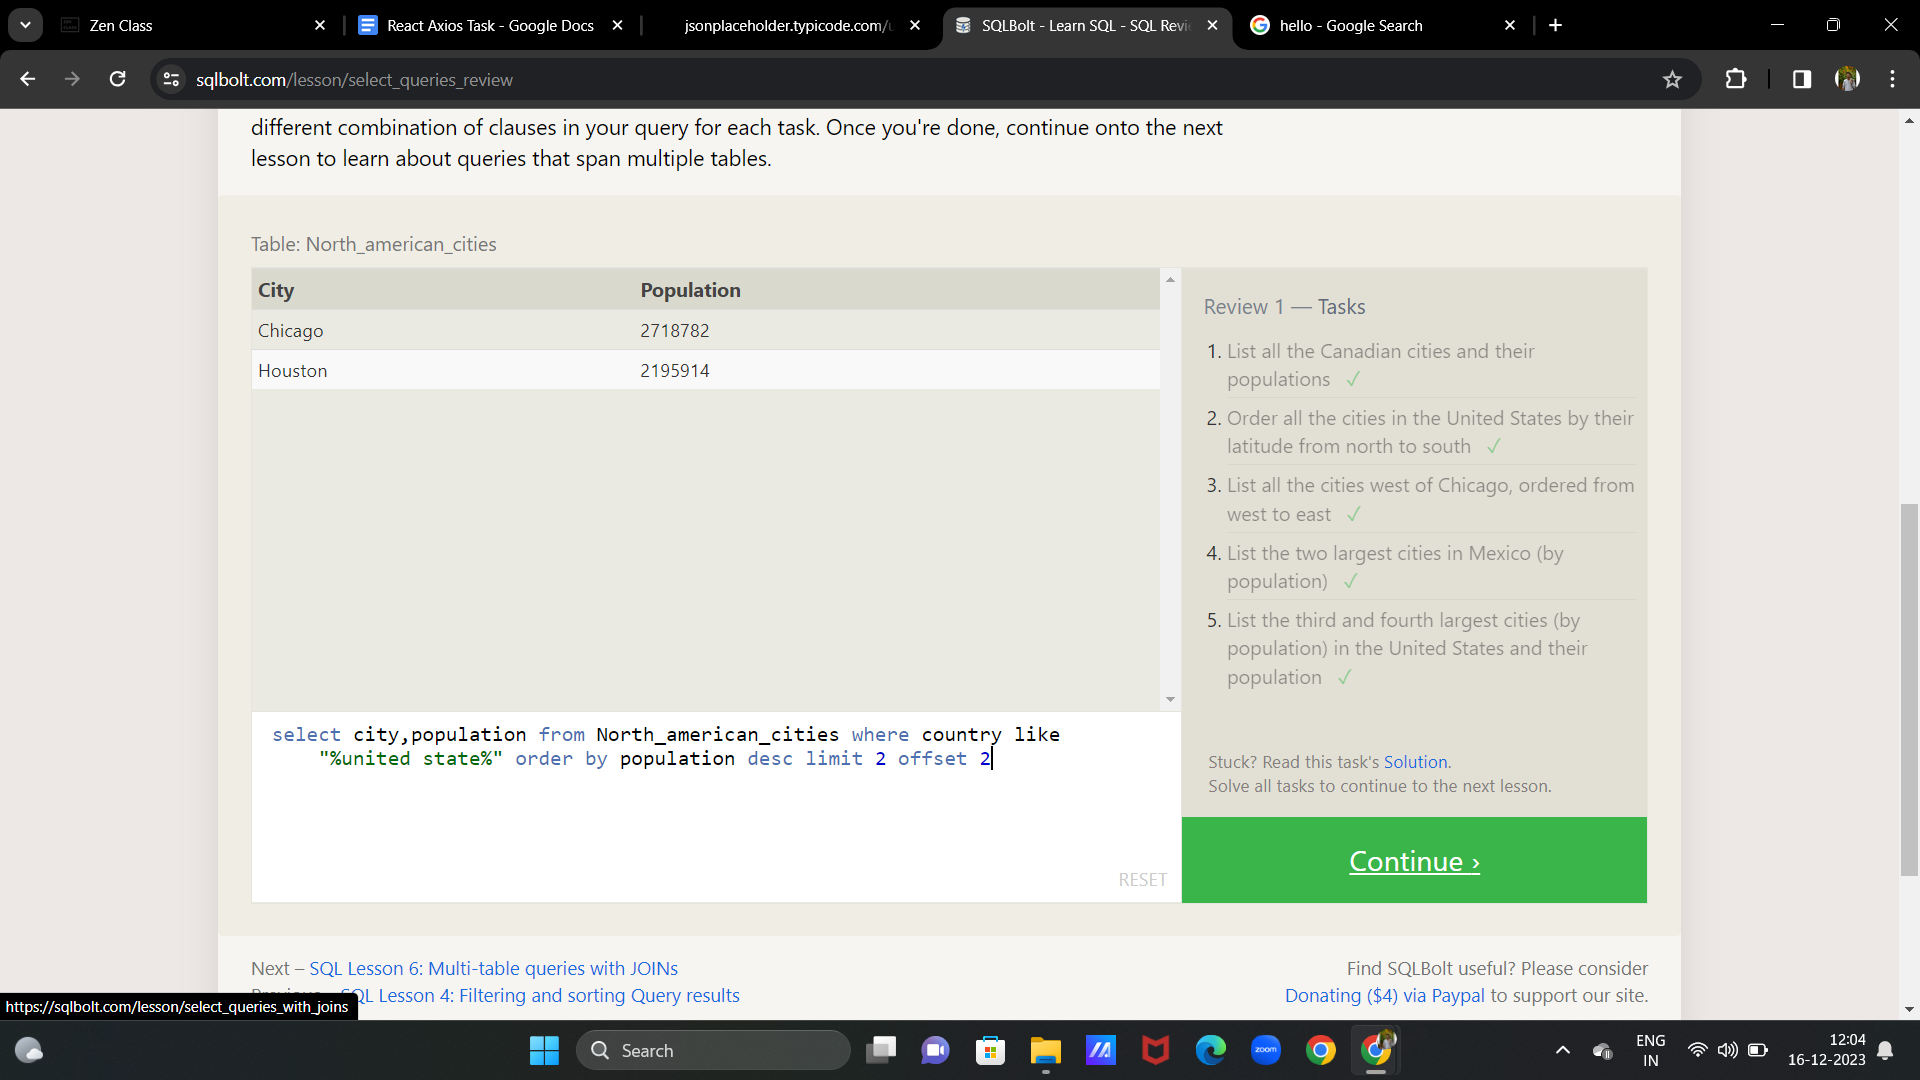 Zen Class
React Axios Task - Google Docs
jsonplaceholder.typicode.com/u
SQLBolt - Learn SQL - SQL Revi
hello - Google Search
sqlbolt.com/lesson/select_queries_review
different combination of clauses in your query for each task. Once you're done, continue onto the next
lesson to learn about queries that span multiple tables.
Table: North_american_cities
City Population
Chicago 2718782
Houston 2195914
Review 1 — Tasks
1. List all the Canadian cities and their
populations ✓
2. Order all the cities in the United States by their
latitude from north to south ✓
3. List all the cities west of Chicago, ordered from
west to east ✓
4. List the two largest cities in Mexico (by
population) ✓
5. List the third and fourth largest cities (by
population) in the United States and their
population ✓
select city,population from North_american_cities where country like
"%united state%" order by population desc limit 2 offset 2
RESET
Stuck? Read this task's Solution.
Solve all tasks to continue to the next lesson.
Continue ›
Next – SQL Lesson 6: Multi-table queries with JOINs
SQL Lesson 4: Filtering and sorting Query results
Find SQLBolt useful? Please consider
Donating ($4) via Paypal to support our site.
https://sqlbolt.com/lesson/select_queries_with_joins
Search
zoom
ENG
IN
12:04
16-12-2023